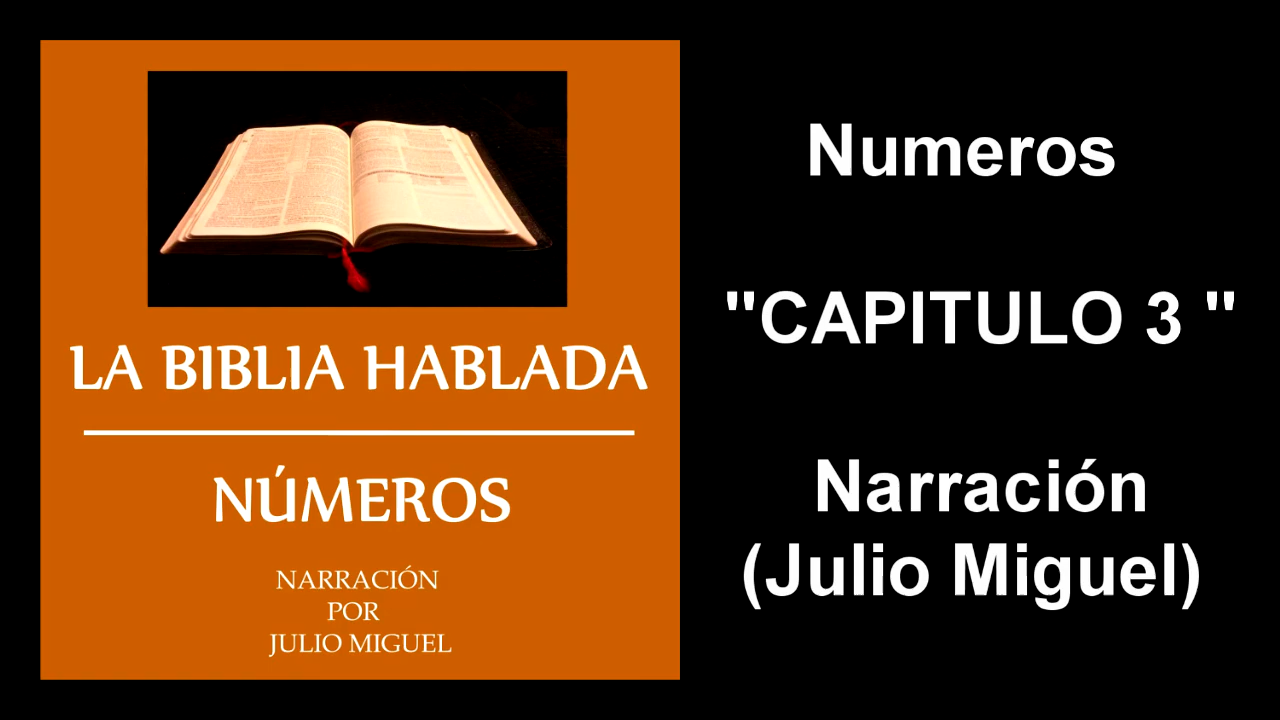 LA BIBLIA HABLADA
NÚMEROS
NARRACIÓN
POR
JULIO MIGUEL
Numeros
"CAPITULO 3 "
Narración
(Julio Miguel)